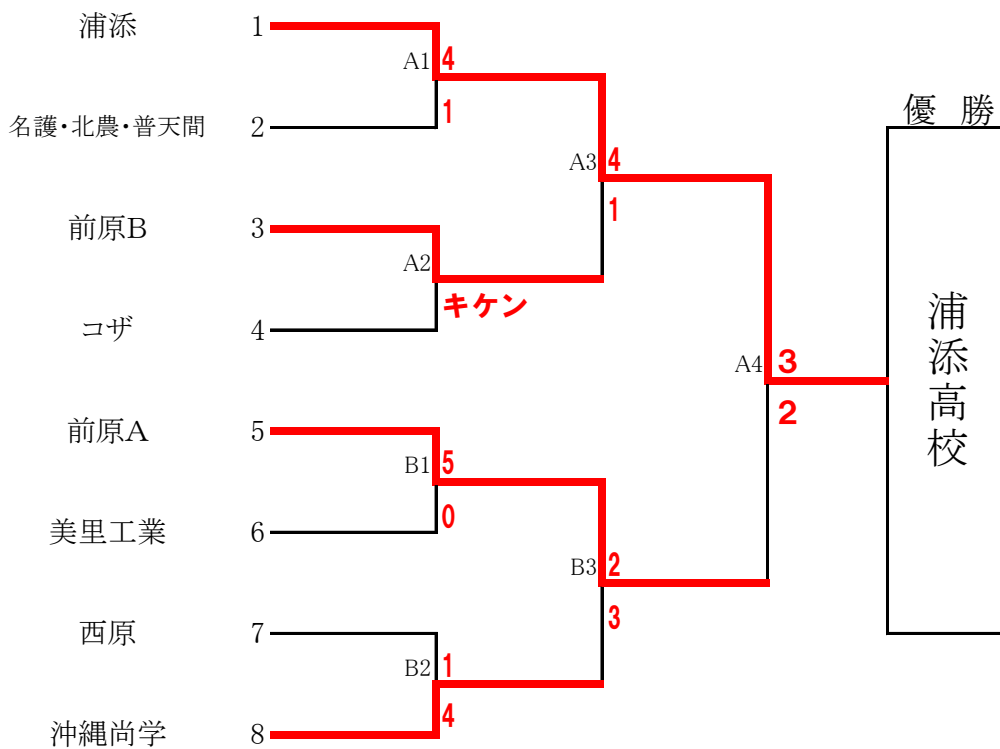 浦添 1
A1 4
1
名護・北農・普天間 2
優 勝
A3 4
1
前原B 3
A2
キケン
コザ 4
浦添高校
A4 3
2
前原A 5
B1 5
0
美里工業 6
B3 2
3
西原 7
B2 1
4
沖縄尚学 8